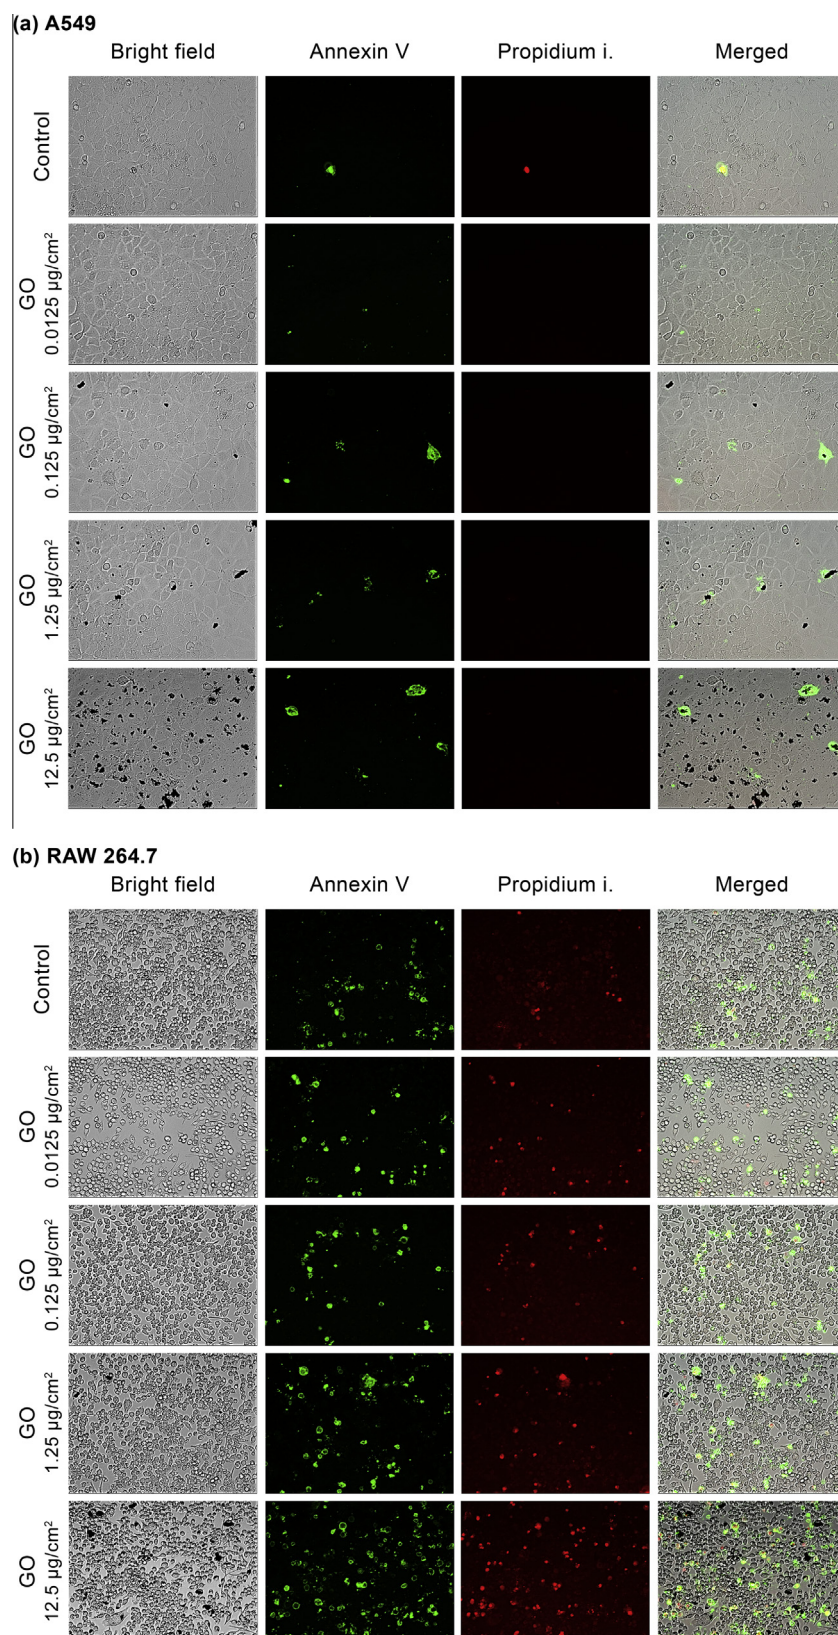 (a) A549
Bright field Annexin V Propidium i. Merged
Control
GO
0.0125 µg/cm²
GO
0.125 µg/cm²
GO
1.25 µg/cm²
GO
12.5 µg/cm²
(b) RAW 264.7
Bright field Annexin V Propidium i. Merged
Control
GO
0.0125 µg/cm²
GO
0.125 µg/cm²
GO
1.25 µg/cm²
GO
12.5 µg/cm²